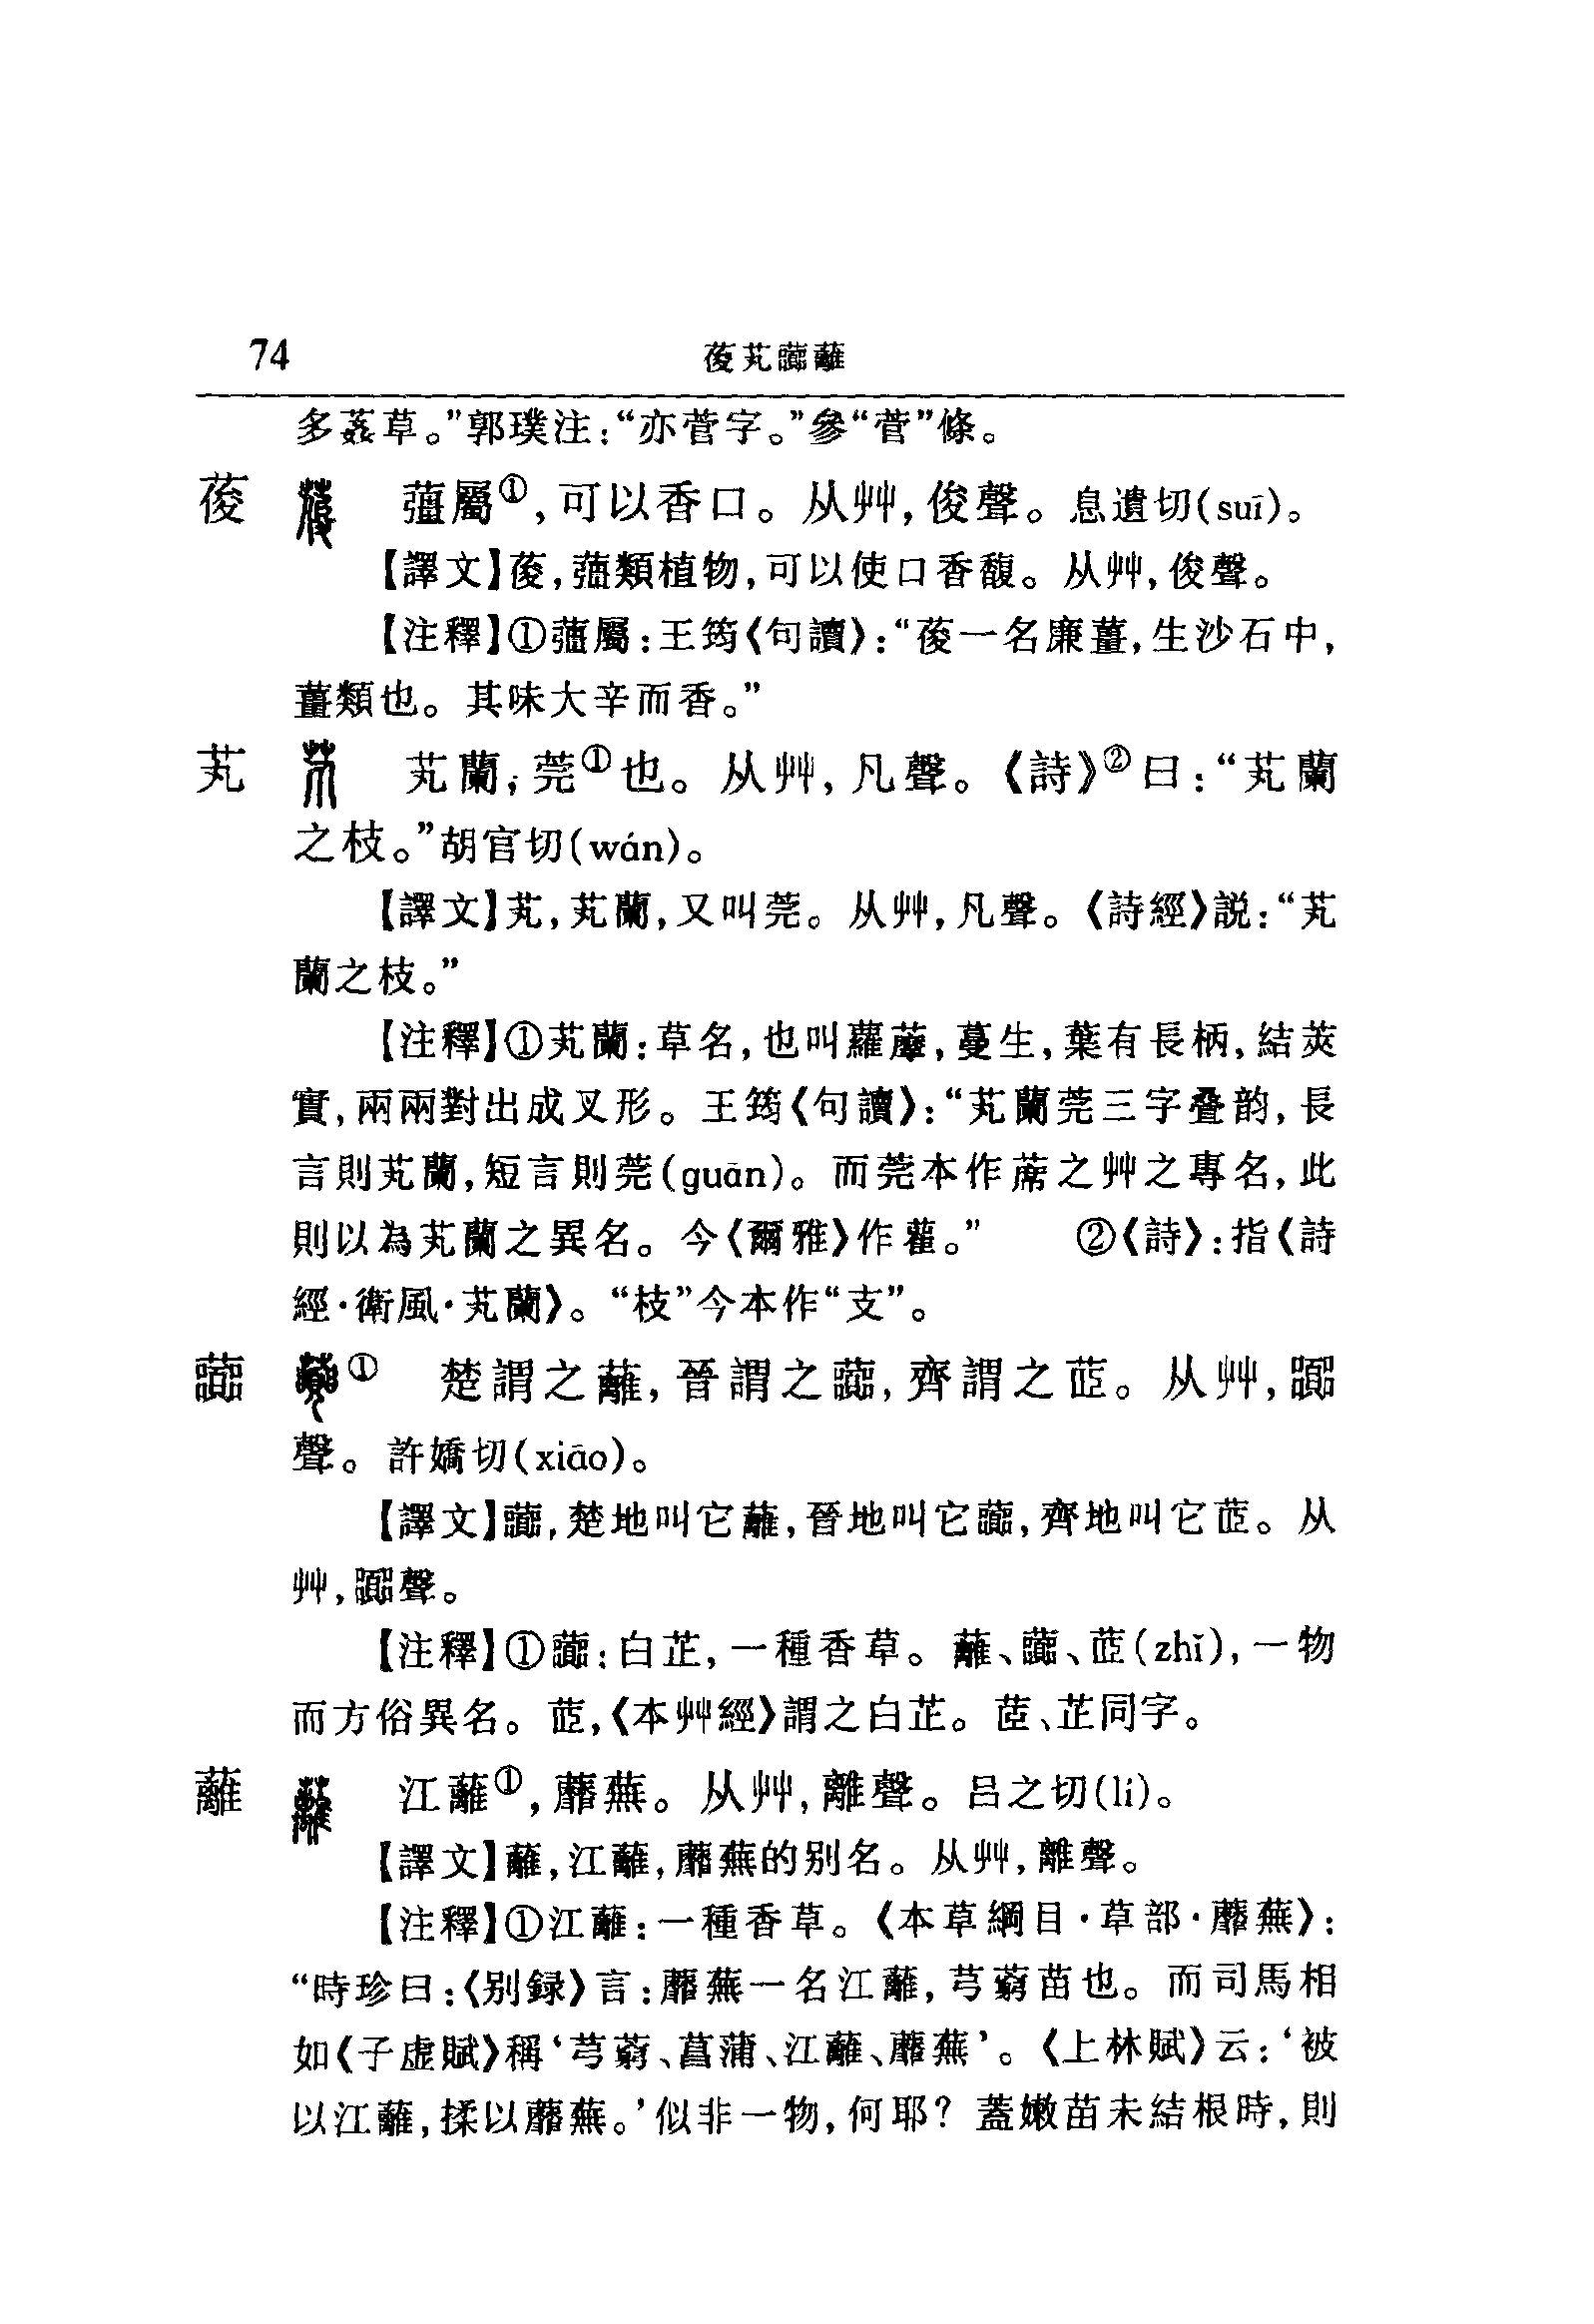 74 葰芄虈蘺
多葌草。”郭璞注：“亦菅字。”參“菅”條。
葰 薑屬①，可以香口。从艸，俊聲。息遺切(suī)。
【譯文】葰，薑類植物，可以使口香馥。从艸，俊聲。
【注釋】①薑屬：王筠《句讀》：“葰一名廉薑，生沙石中，
薑類也。其味大辛而香。”
芄 芄蘭，莞①也。从艸，丸聲。《詩》②曰：“芄蘭
之枝。”胡官切(wán)。
【譯文】芄，芄蘭，又叫莞。从艸，丸聲。《詩經》説：“芄
蘭之枝。”
【注釋】①芄蘭：草名，也叫蘿藦，蔓生，葉有長柄，結莢
實，兩兩對出成叉形。王筠《句讀》：“芄蘭莞三字叠韵，長
言則芄蘭，短言則莞(guān)。而莞本作蓆之艸之專名，此
則以為芄蘭之異名。今《爾雅》作雚。” ②《詩》：指《詩
經·衛風·芄蘭》。“枝”今本作“支”。
虈 ① 楚謂之蘺，晉謂之虈，齊謂之茝。从艸，嚻
聲。許嬌切(xiāo)。
【譯文】虈，楚地叫它蘺，晉地叫它虈，齊地叫它茝。从
艸，嚻聲。
【注釋】①虈：白芷，一種香草。蘺、虈、茝(zhǐ)，一物
而方俗異名。茝，《本艸經》謂之白芷。茝、芷同字。
蘺 江蘺①，蘼蕪。从艸，離聲。吕之切(lí)。
【譯文】蘺，江蘺，蘼蕪的别名。从艸，離聲。
【注釋】①江蘺：一種香草。《本草綱目·草部·蘼蕪》：
“時珍曰：《别録》言：蘼蕪一名江蘺，芎藭苗也。而司馬相
如《子虚賦》稱‘芎藭、菖蒲、江蘺、蘼蕪’。《上林賦》云：‘被
以江蘺，揉以蘼蕪。’似非一物，何耶？蓋嫩苗未結根時，則